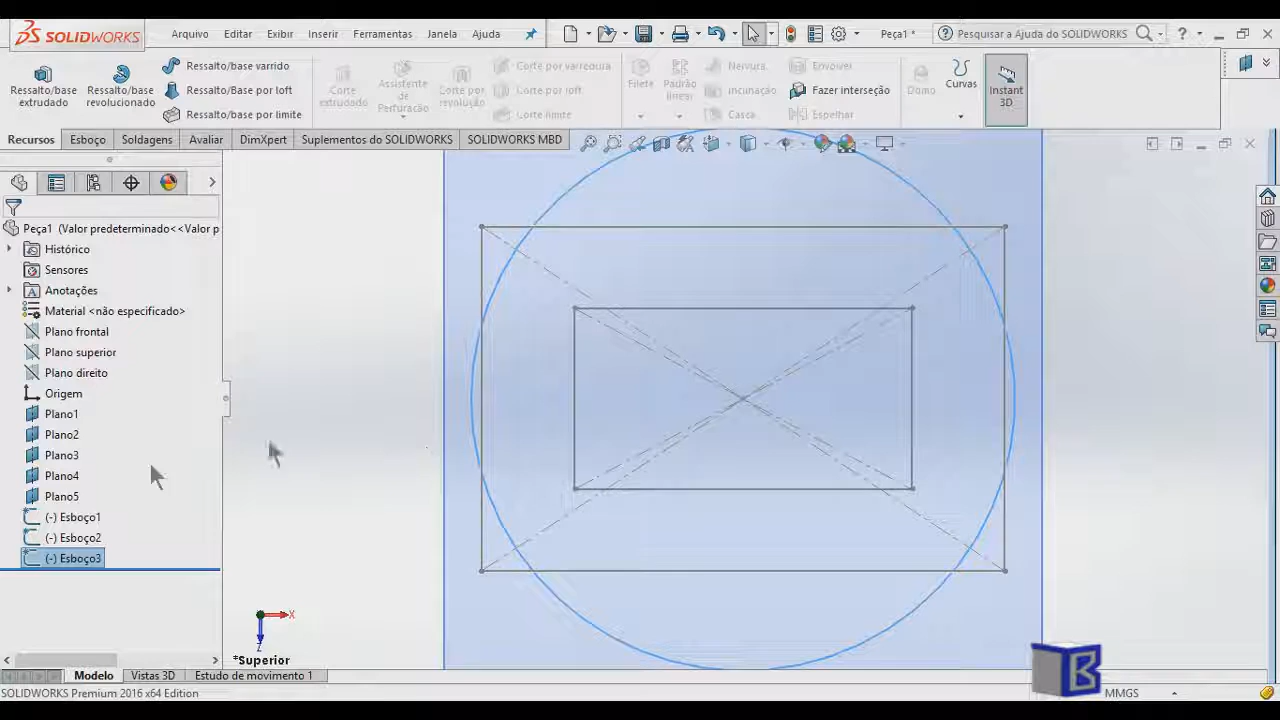 SOLIDWORKS Arquivo Editar Exibir Inserir Ferramentas Janela Ajuda Peça1 * Pesquisar a Ajuda do SOLIDWORKS ?
Ressalto/base extrudado
Ressalto/base revolucionado
Ressalto/base varrido
Ressalto/base por loft
Ressalto/base por limite
Corte extrudado
Assistente de Perfuração
Corte por revolução
Corte por varredura
Corte por loft
Corte limite
Filete
Padrão linear
Nervura
Casca
Envolver
Fazer interseção
Espelhar
Domo
Curvas
Instant 3D
Recursos Esboço Soldagens Avaliar DimXpert Suplementos do SOLIDWORKS SOLIDWORKS MBD
Peça1 (Valor predeterminado<<Valor p
Histórico
Sensores
Anotações
Material <não especificado>
Plano frontal
Plano superior
Plano direito
Origem
Plano1
Plano2
Plano3
Plano4
Plano5
(-) Esboço1
(-) Esboço2
(-) Esboço3
X
Z
*Superior
B
Modelo Vistas 3D Estudo de movimento 1
SOLIDWORKS Premium 2016 x64 Edition MMGS